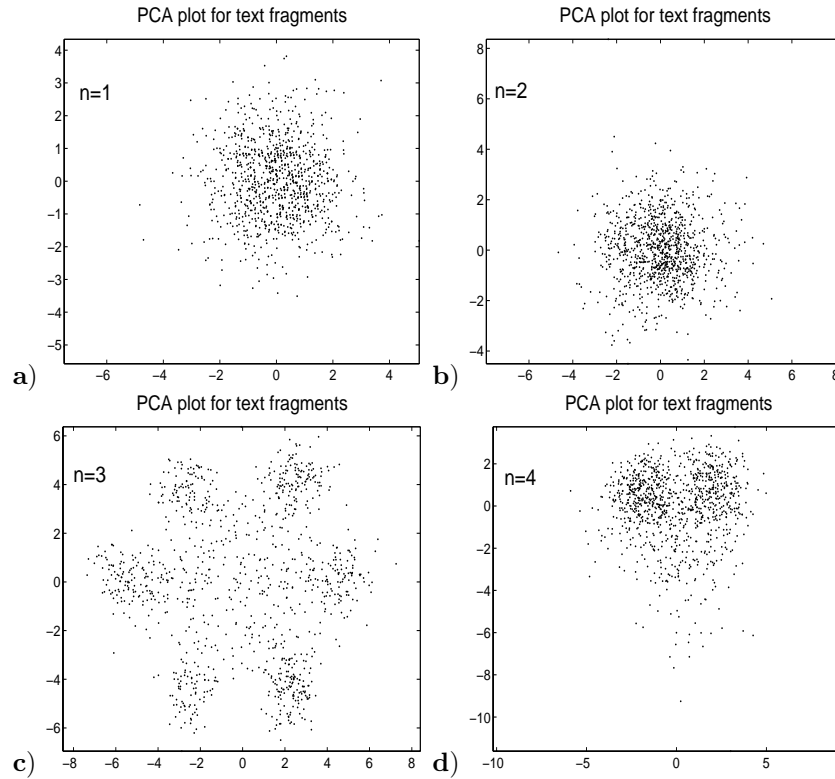 PCA plot for text fragments
n=1
4
3
2
1
0
−1
−2
−3
−4
−5
−6 −4 −2 0 2 4
a)
PCA plot for text fragments
n=2
8
6
4
2
0
−2
−4
−6 −4 −2 0 2 4 6 8
b)
PCA plot for text fragments
n=3
6
4
2
0
−2
−4
−6
−8 −6 −4 −2 0 2 4 6 8
c)
PCA plot for text fragments
n=4
2
0
−2
−4
−6
−8
−10
−10 −5 0 5
d)